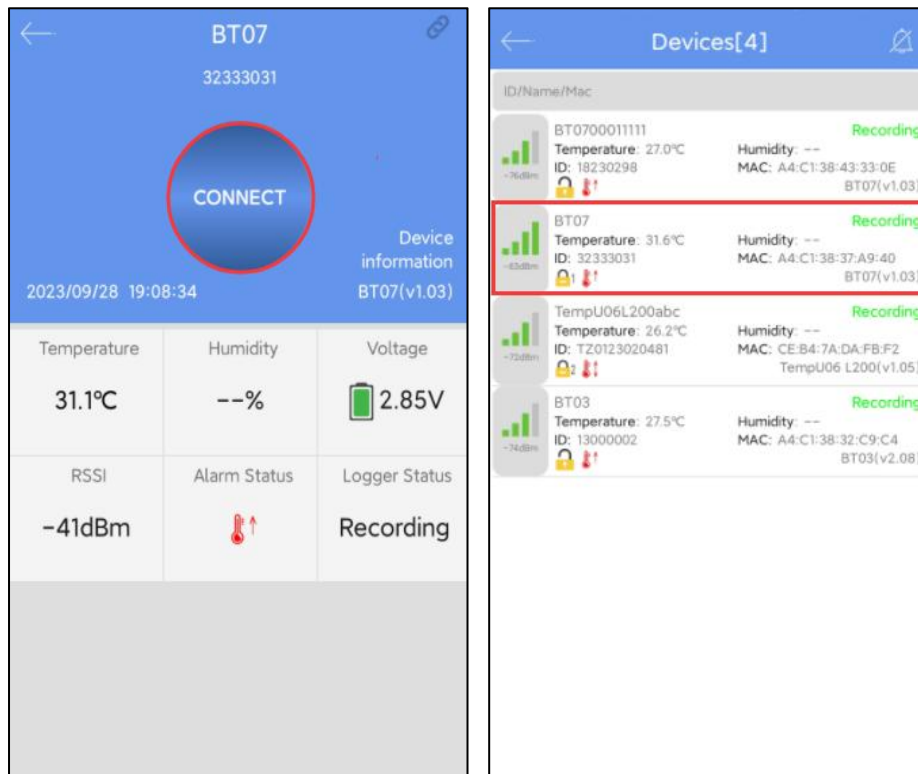 BT07
32333031
CONNECT
Device
information
2023/09/28 19:08:34
BT07(v1.03)
Temperature
Humidity
Voltage
31.1℃
--%
2.85V
RSSI
Alarm Status
Logger Status
-41dBm
Recording
Devices[4]
ID/Name/Mac
BT0700011111
Recording
Temperature: 27.0℃
Humidity: --
ID: 18230298
MAC: A4:C1:38:43:33:0E
-76dBm
BT07(v1.03)
BT07
Recording
Temperature: 31.6℃
Humidity: --
ID: 32333031
MAC: A4:C1:38:37:A9:40
-63dBm
1
BT07(v1.03)
TempU06L200abc
Recording
Temperature: 26.2℃
Humidity: --
ID: TZ0123020481
MAC: CE:B4:7A:DA:FB:F2
-72dBm
2
TempU06 L200(v1.05)
BT03
Recording
Temperature: 27.5℃
Humidity: --
ID: 13000002
MAC: A4:C1:38:32:C9:C4
-74dBm
BT03(v2.08)